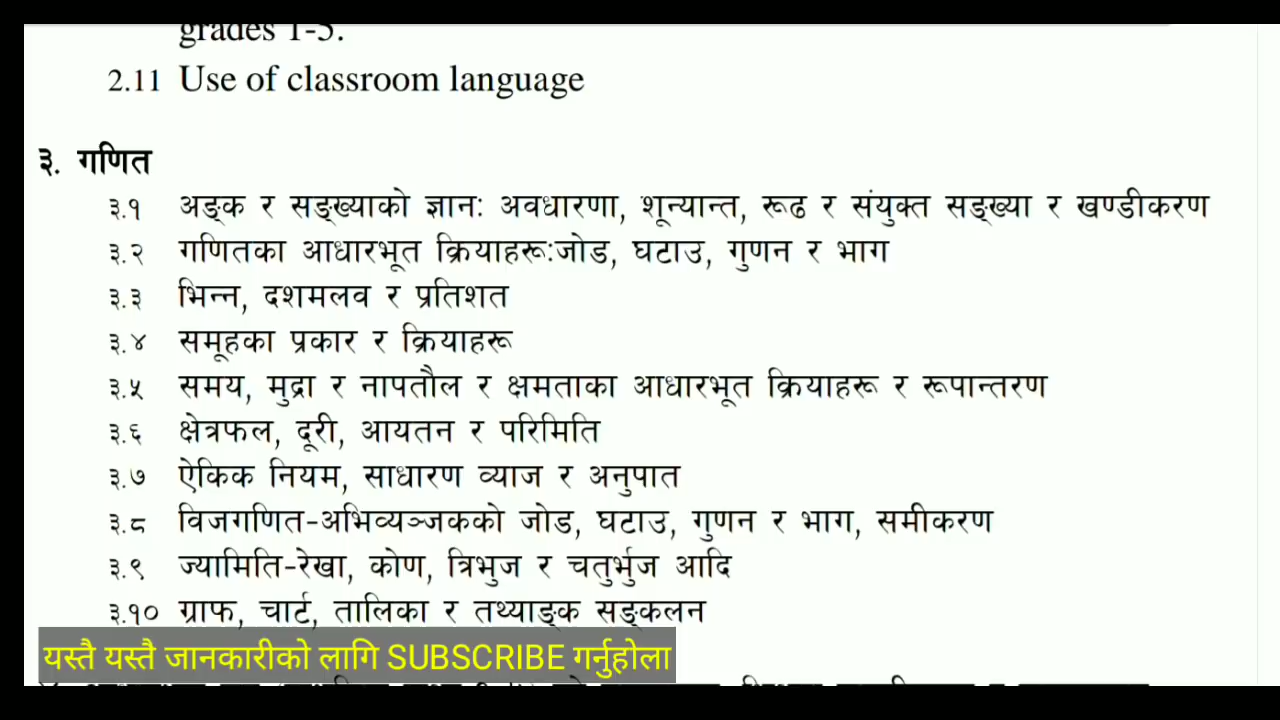 grades 1-5.
2.11 Use of classroom language
३. गणित
३.१ अङ्क र सङ्ख्याको ज्ञानः अवधारणा, शून्यान्त, रूढ र संयुक्त सङ्ख्या र खण्डीकरण
३.२ गणितका आधारभूत क्रियाहरूःजोड, घटाउ, गुणन र भाग
३.३ भिन्न, दशमलव र प्रतिशत
३.४ समूहका प्रकार र क्रियाहरू
३.५ समय, मुद्रा र नापतौल र क्षमताका आधारभूत क्रियाहरू र रूपान्तरण
३.६ क्षेत्रफल, दूरी, आयतन र परिमिति
३.७ ऐकिक नियम, साधारण व्याज र अनुपात
३.८ विजगणित-अभिव्यञ्जकको जोड, घटाउ, गुणन र भाग, समीकरण
३.९ ज्यामिति-रेखा, कोण, त्रिभुज र चतुर्भुज आदि
३.१० ग्राफ, चार्ट, तालिका र तथ्याङ्क सङ्कलन
यस्तै यस्तै जानकारीको लागि SUBSCRIBE गर्नुहोला